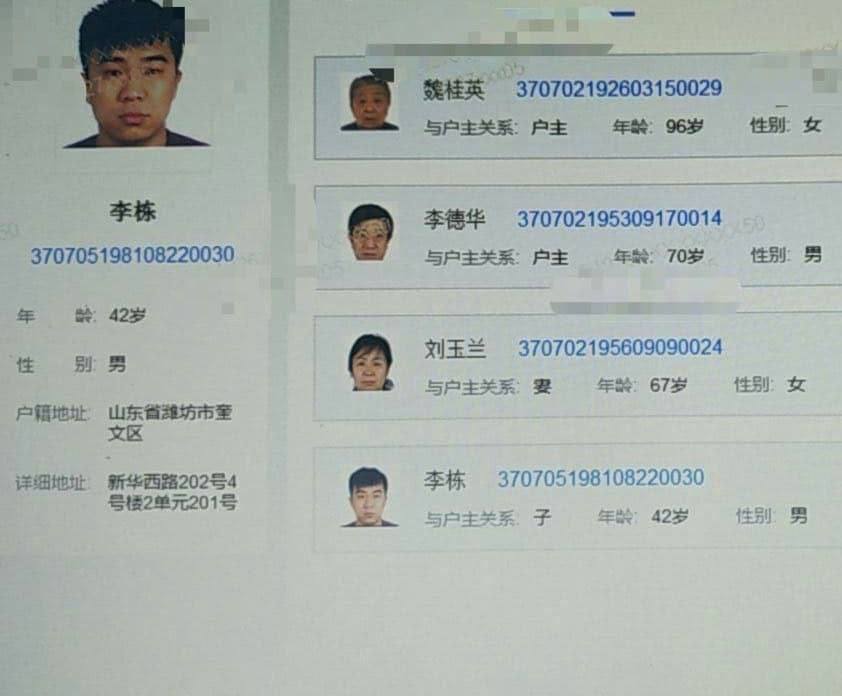 李栋
370705198108220030
年 龄: 42岁
性 别: 男
户籍地址: 山东省潍坊市奎
文区
详细地址: 新华西路202号4
号楼2单元201号
魏桂英 370702192603150029
与户主关系: 户主 年龄: 96岁 性别: 女
李德华 370702195309170014
与户主关系: 户主 年龄: 70岁 性别: 男
刘玉兰 370702195609090024
与户主关系: 妻 年龄: 67岁 性别: 女
李栋 370705198108220030
与户主关系: 子 年龄: 42岁 性别: 男